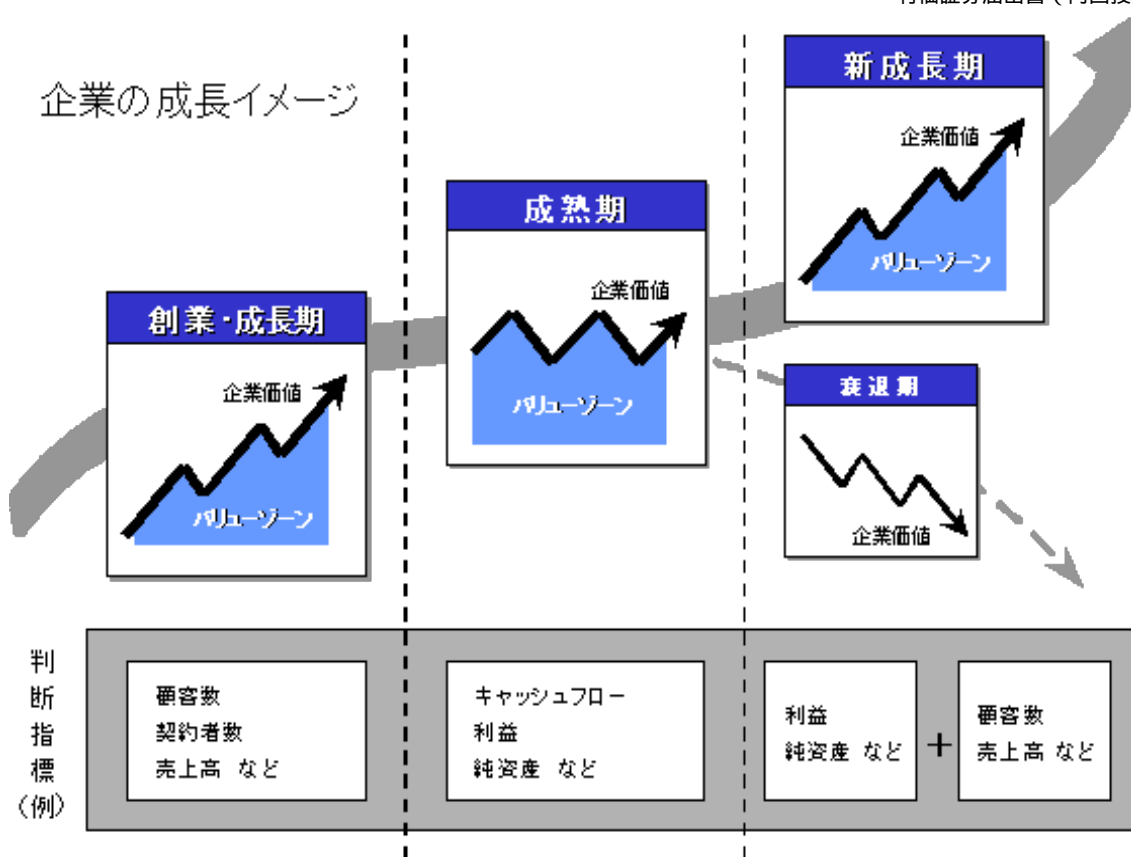 企業の成長イメージ
創業・成長期
企業価値
バリューゾーン
成熟期
企業価値
バリューゾーン
新成長期
企業価値
バリューゾーン
衰退期
企業価値
判断指標(例)
顧客数
契約者数
売上高 など
キャッシュフロー
利益
純資産 など
利益
純資産 など
+
顧客数
売上高 など